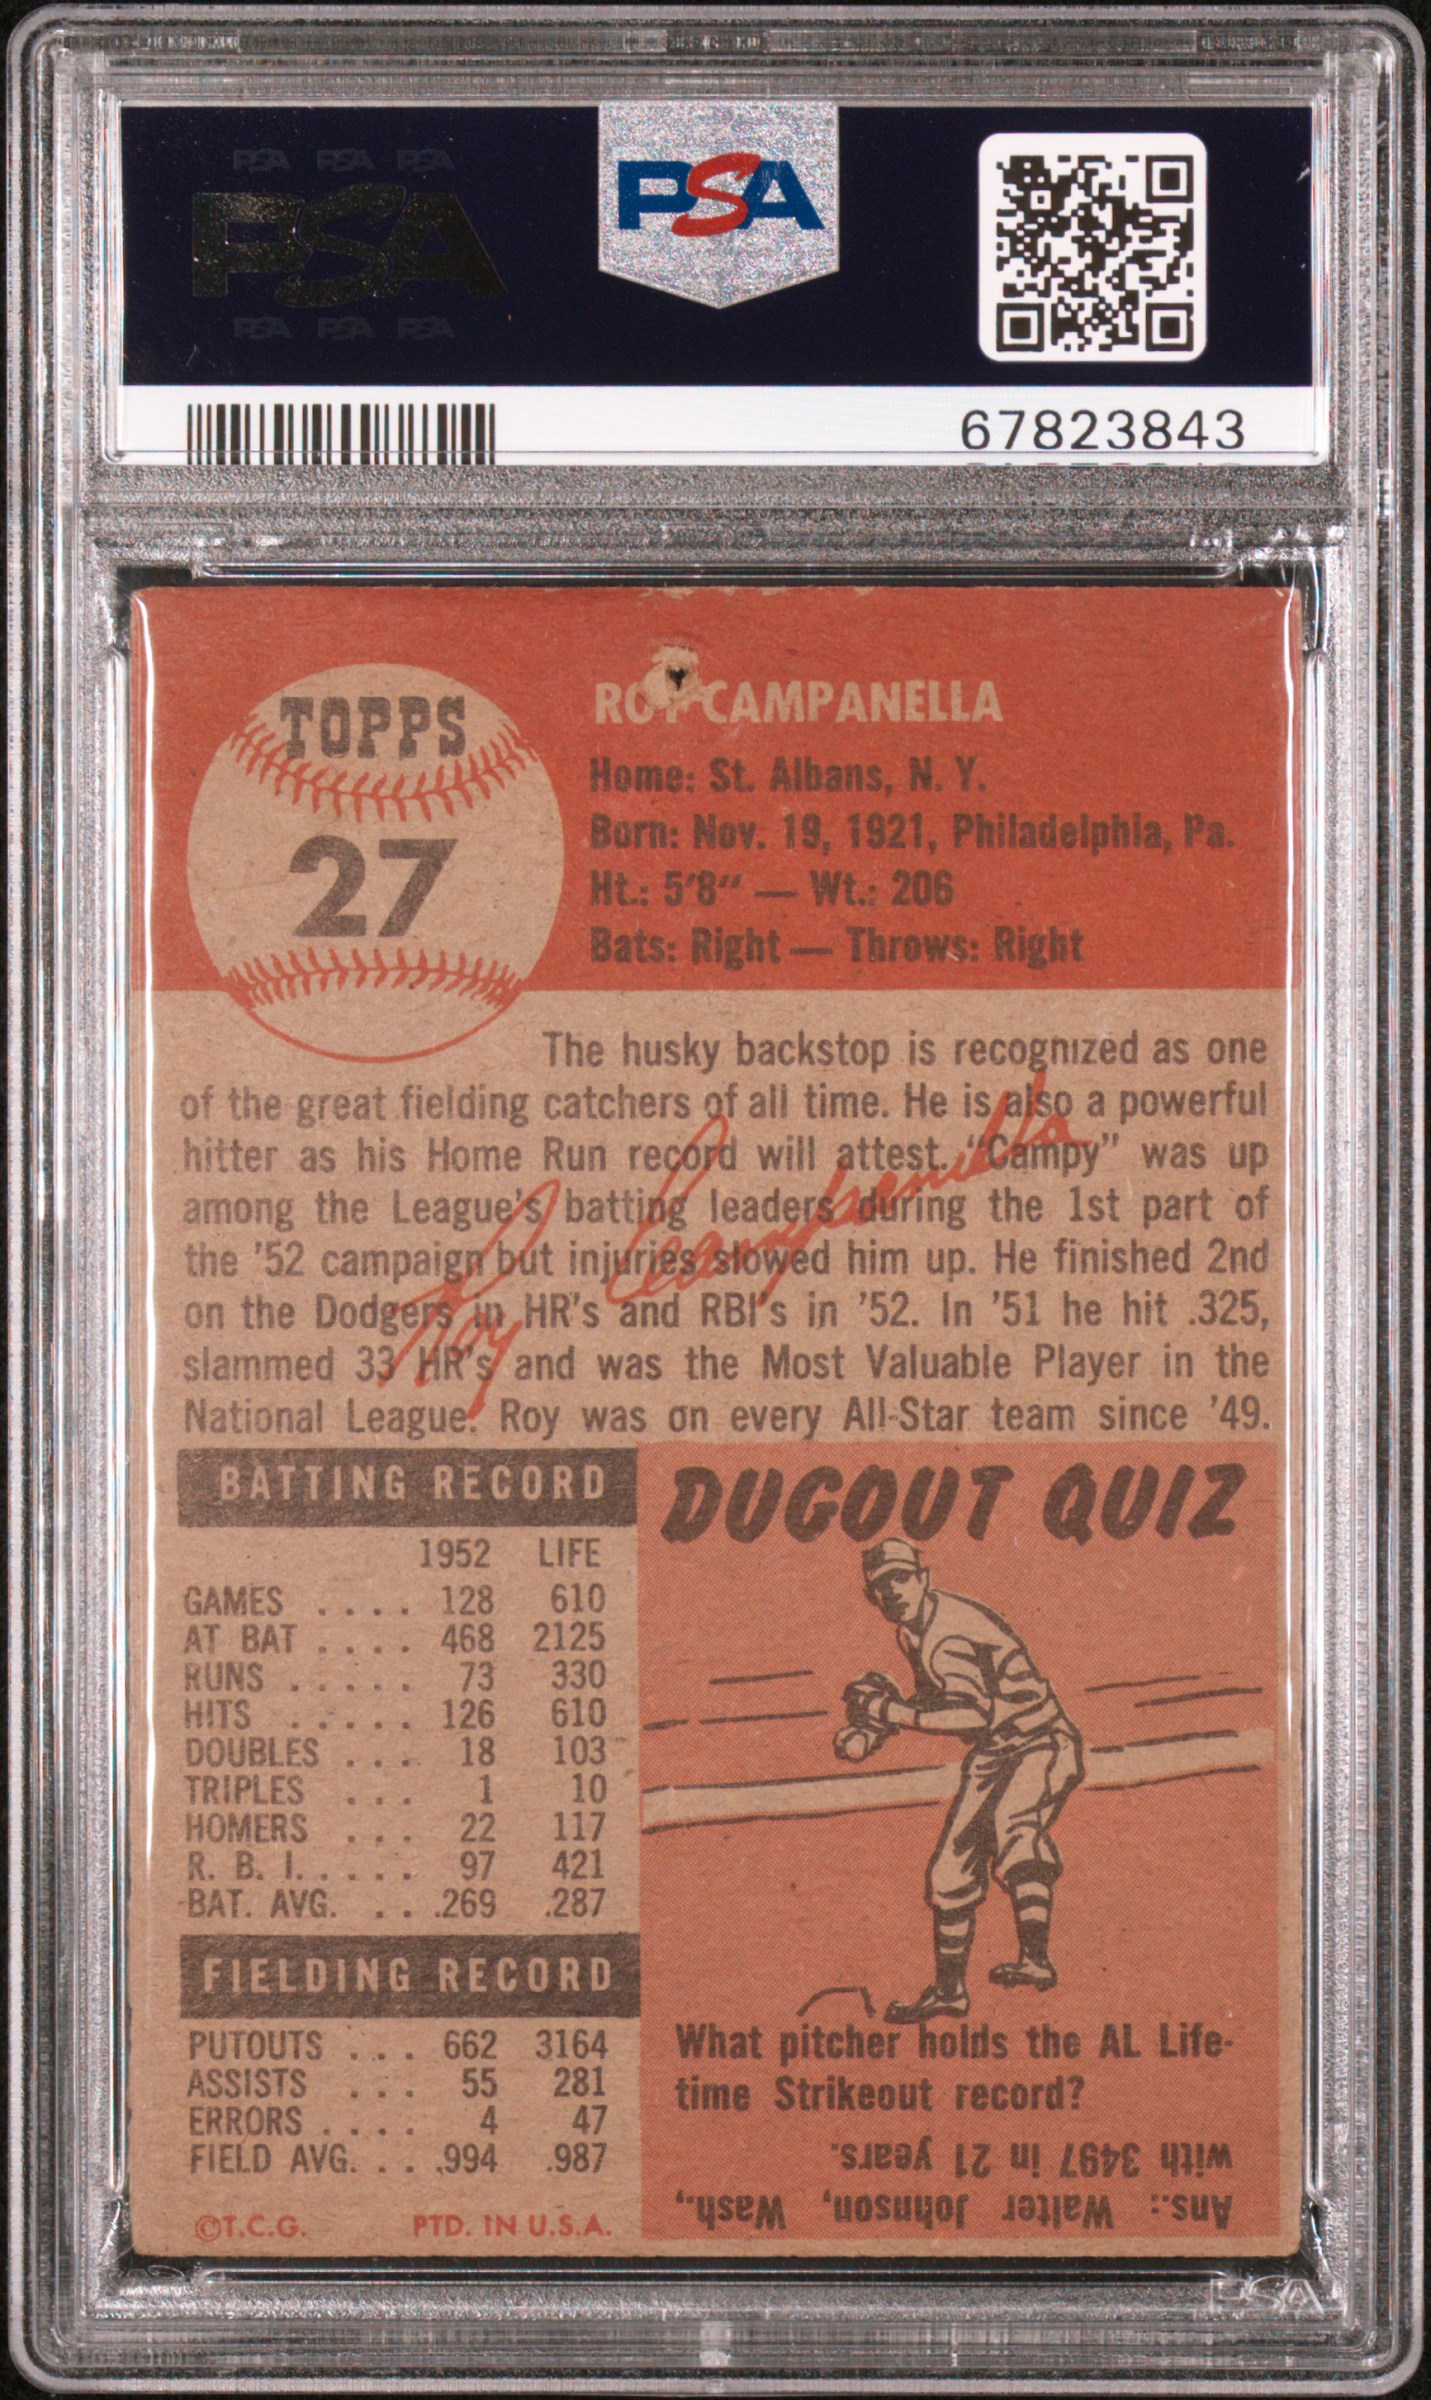 PSA PSA PSA
PSA
PSA PSA PSA
PSA
67823843
TOPPS
27
ROY CAMPANELLA
Home: St. Albans, N. Y.
Born: Nov. 19, 1921, Philadelphia, Pa.
Ht.: 5'8" — Wt.: 206
Bats: Right — Throws: Right
The husky backstop is recognized as one
of the great fielding catchers of all time. He is also a powerful
hitter as his Home Run record will attest. "Campy" was up
among the League's batting leaders during the 1st part of
the '52 campaign but injuries slowed him up. He finished 2nd
on the Dodgers in HR's and RBI's in '52. In '51 he hit .325,
slammed 33 HR's and was the Most Valuable Player in the
National League. Roy was on every All-Star team since '49.
Roy Campanella
BATTING RECORD
1952 LIFE
GAMES .... 128 610
AT BAT .... 468 2125
RUNS ..... 73 330
HITS ..... 126 610
DOUBLES ... 18 103
TRIPLES ... 1 10
HOMERS ... 22 117
R. B. I. .... 97 421
BAT. AVG. ... .269 .287
FIELDING RECORD
PUTOUTS ... 662 3164
ASSISTS ... 55 281
ERRORS .... 4 47
FIELD AVG. ... .994 .987
©T.C.G. PTD. IN U.S.A.
DUGOUT QUIZ
What pitcher holds the AL Life-
time Strikeout record?
Ans.: Walter Johnson, Wash.,
with 3497 in 21 years.
PSA